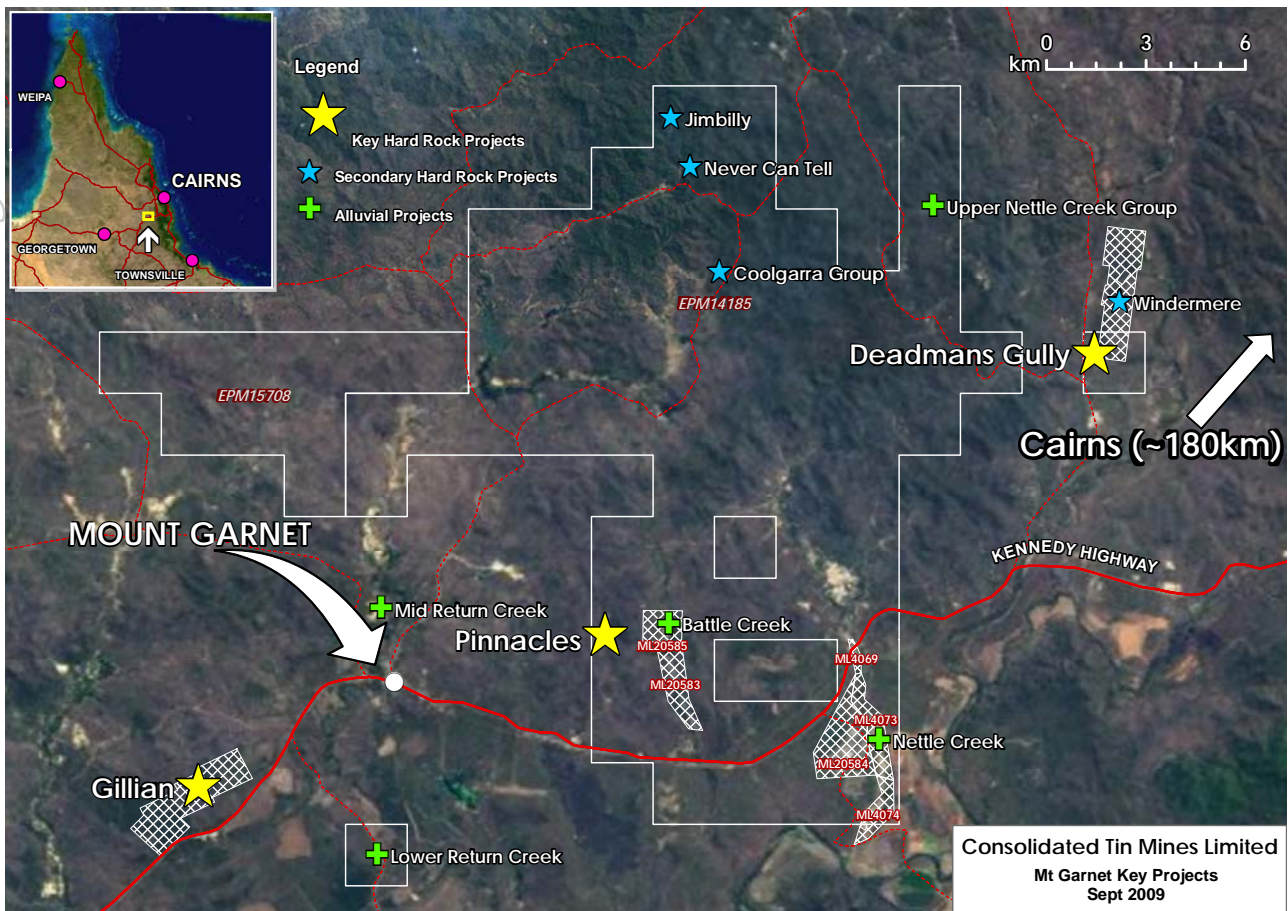 WEIPA
CAIRNS
GEORGETOWN
TOWNSVILLE
Legend
Key Hard Rock Projects
Secondary Hard Rock Projects
Alluvial Projects
0 3 6
km
Jimbilly
Never Can Tell
Upper Nettle Creek Group
Coolgarra Group
EPM14185
Windermere
Deadmans Gully
EPM15708
Cairns (~180km)
MOUNT GARNET
KENNEDY HIGHWAY
Mid Return Creek
Pinnacles
Battle Creek
ML20585
ML4069
ML20583
ML4073
Nettle Creek
ML20584
Gillian
ML4074
Lower Return Creek
Consolidated Tin Mines Limited
Mt Garnet Key Projects
Sept 2009